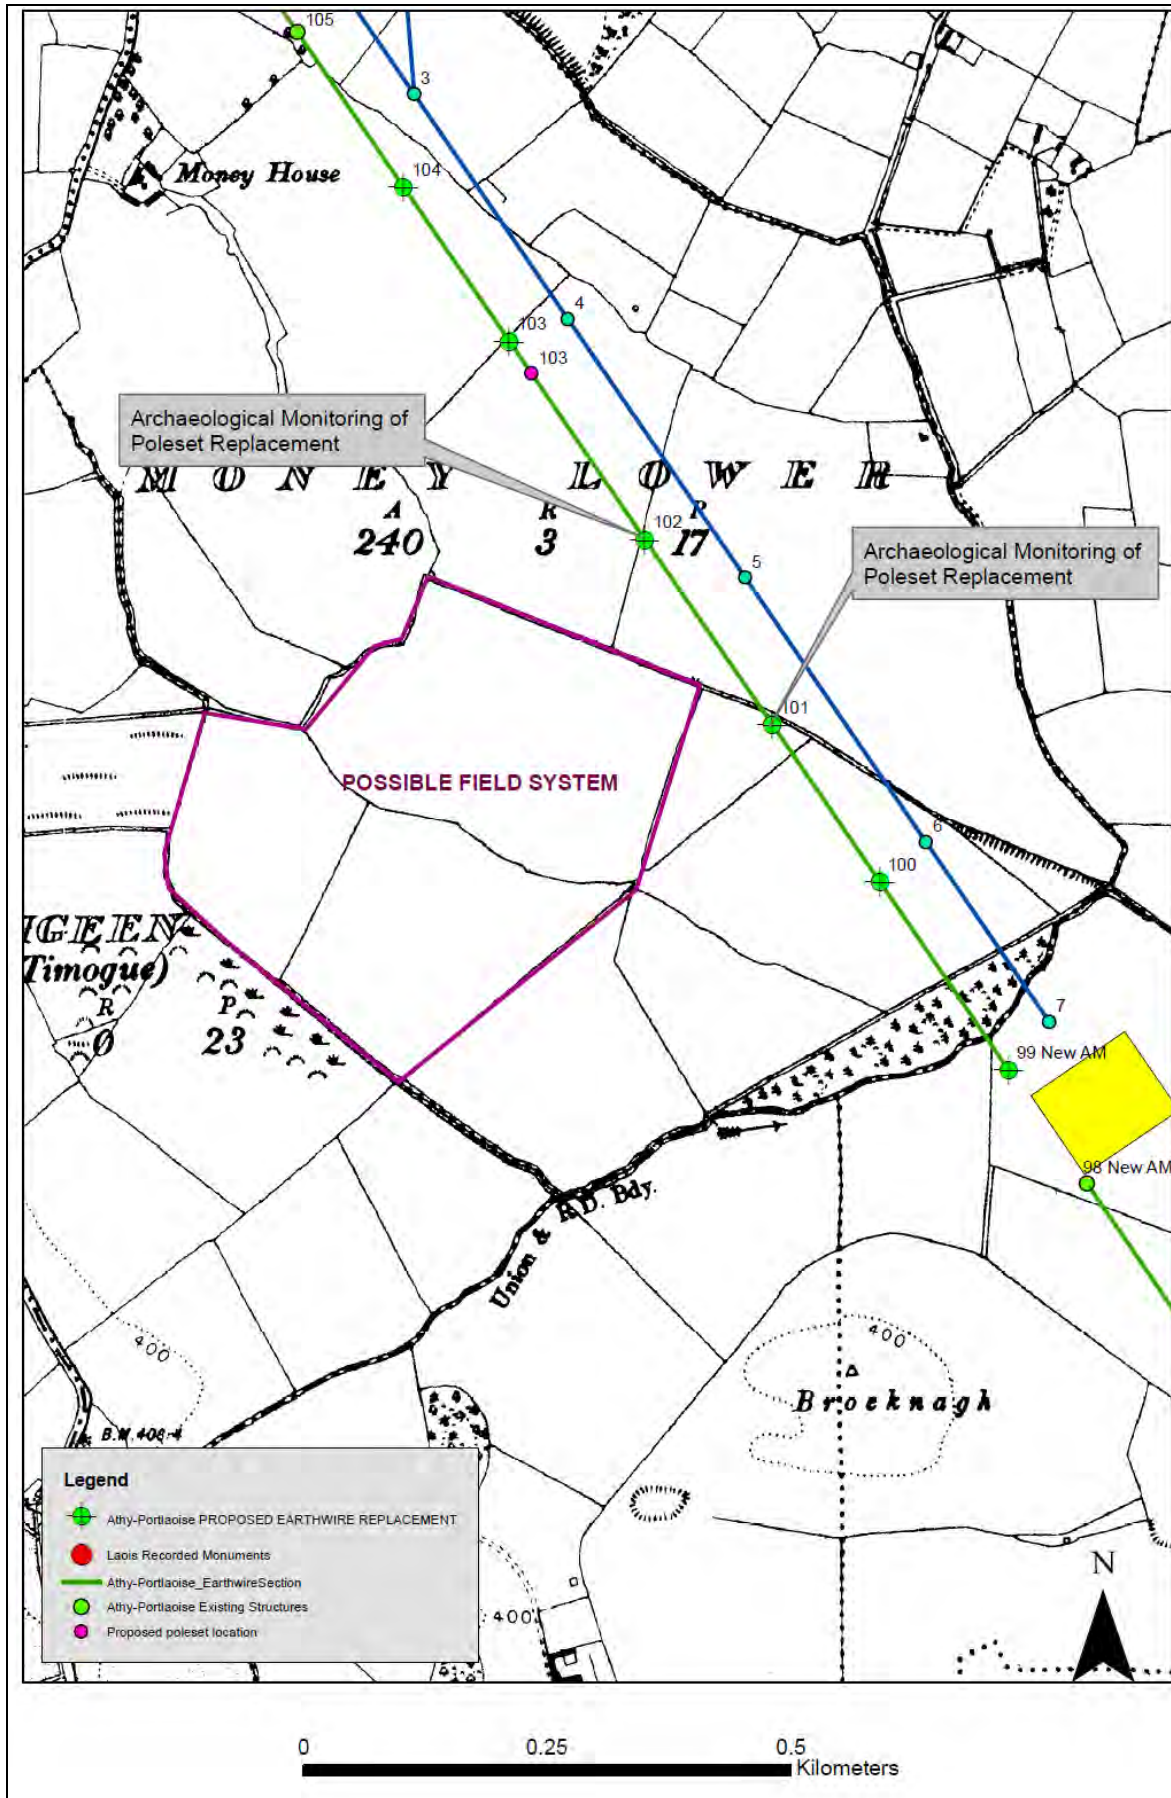 105
3
Money House
104
4
103
103
Archaeological Monitoring of
Poleset Replacement
MONEY LOWER
A R P
240 3 17
102
Archaeological Monitoring of
Poleset Replacement
5
101
POSSIBLE FIELD SYSTEM
6
100
IGEEN
Timogue)
R P
0 23
7
99 New AM
98 New AM
Union & R.D. Bdy.
400
400
Brocknagh
B.M. 408.4
Legend
Athy-Portlaoise PROPOSED EARTHWIRE REPLACEMENT
Laois Recorded Monuments
Athy-Portlaoise_EarthwireSection
Athy-Portlaoise Existing Structures
Proposed poleset location
400
N
0 0.25 0.5
Kilometers